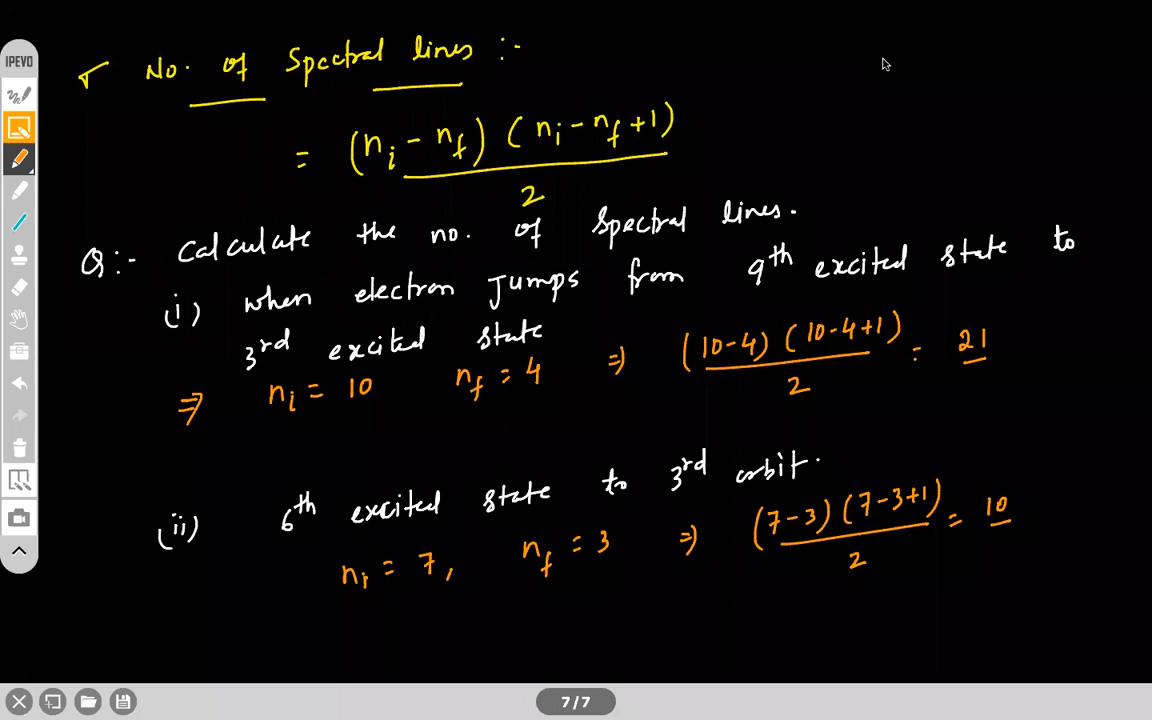 IPEVO
No. of Spectral lines :-
= (ni - nf) (ni - nf + 1) / 2
Q:- Calculate the no. of spectral lines.
(i) when electron jumps from 9th excited state to
3rd excited state
⇒ ni = 10 nf = 4 ⇒ (10-4) (10-4+1) / 2 = 21
(ii) 6th excited state to 3rd orbit.
ni = 7, nf = 3 ⇒ (7-3) (7-3+1) / 2 = 10
7/7